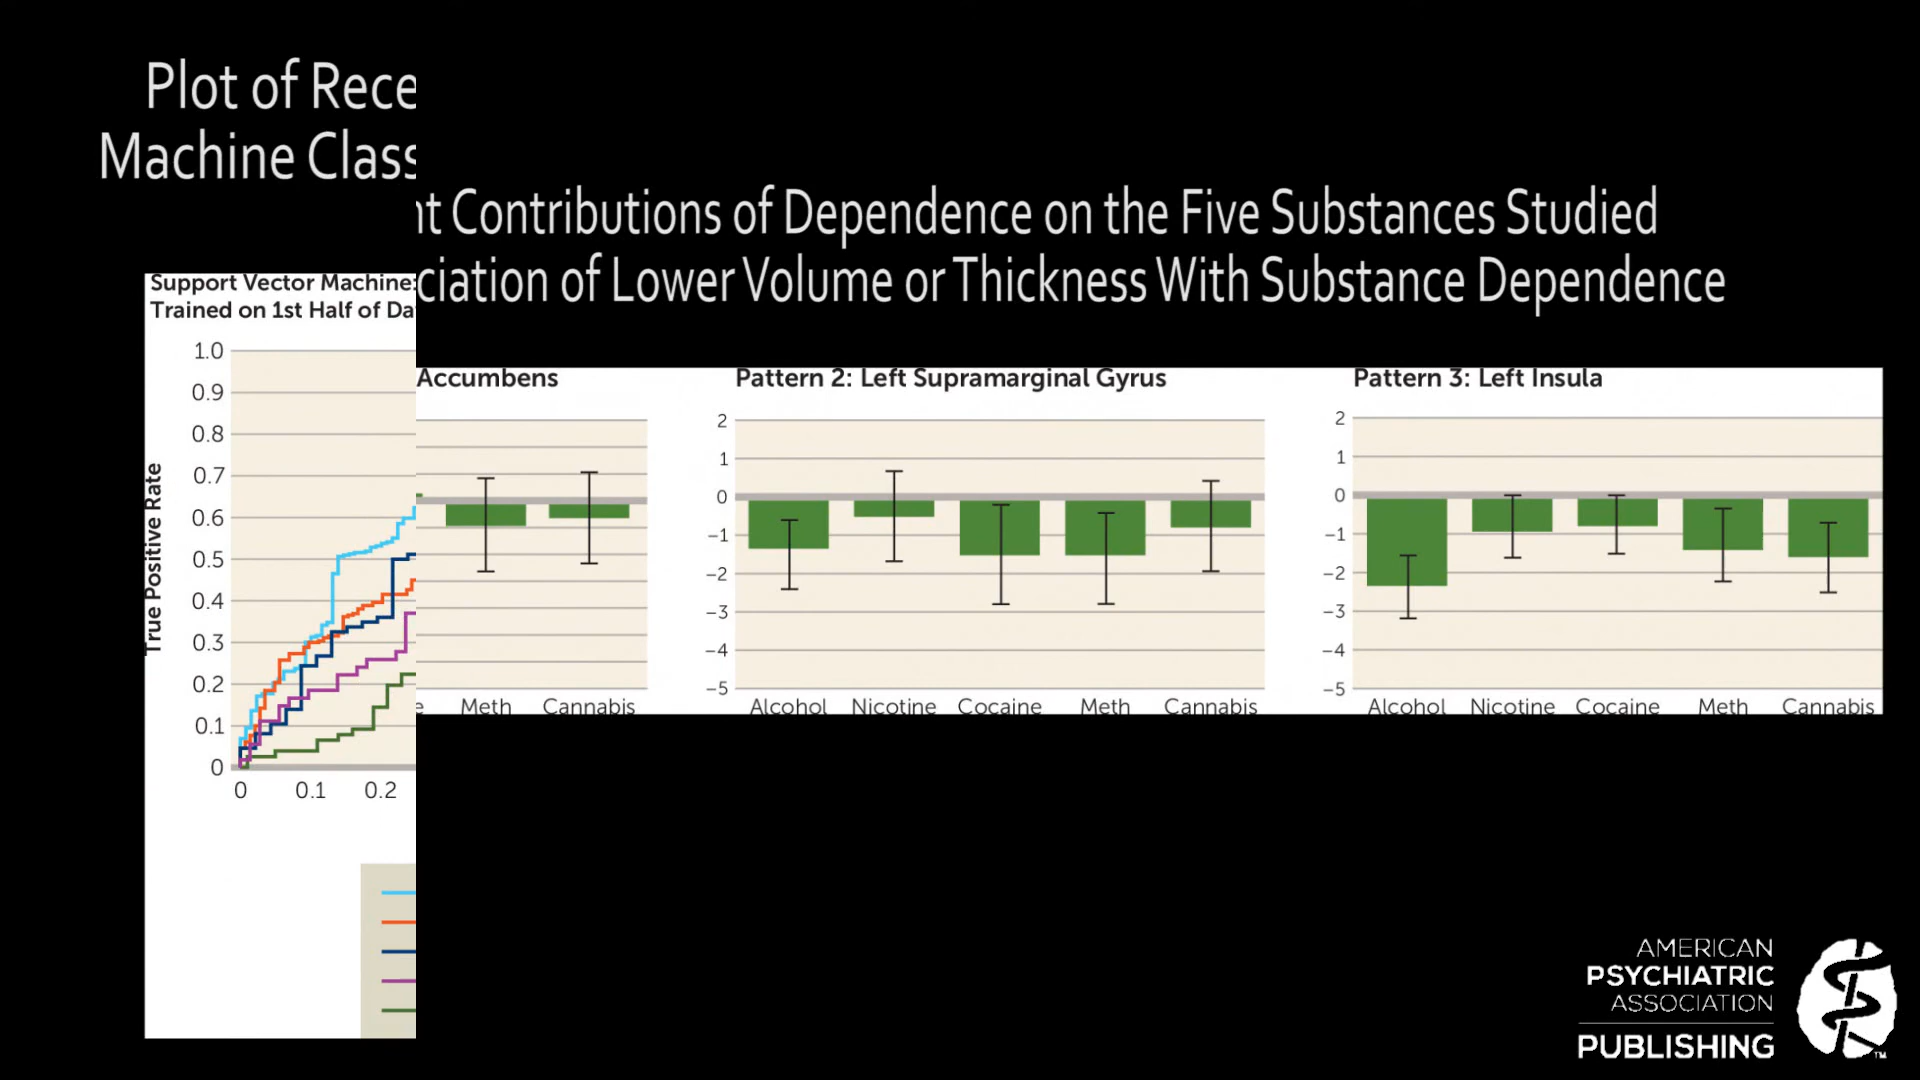 Plot of Rece
Machine Class
nt Contributions of Dependence on the Five Substances Studied
ciation of Lower Volume or Thickness With Substance Dependence
Support Vector Machine:
Trained on 1st Half of Da
True Positive Rate
1.0
0.9
0.8
0.7
0.6
0.5
0.4
0.3
0.2
0.1
0
0 0.1 0.2
Accumbens
e Meth Cannabis
Pattern 2: Left Supramarginal Gyrus
2
1
0
−1
−2
−3
−4
−5
Alcohol Nicotine Cocaine Meth Cannabis
Pattern 3: Left Insula
2
1
0
−1
−2
−3
−4
−5
Alcohol Nicotine Cocaine Meth Cannabis
AMERICAN
PSYCHIATRIC
ASSOCIATION
PUBLISHING
TM